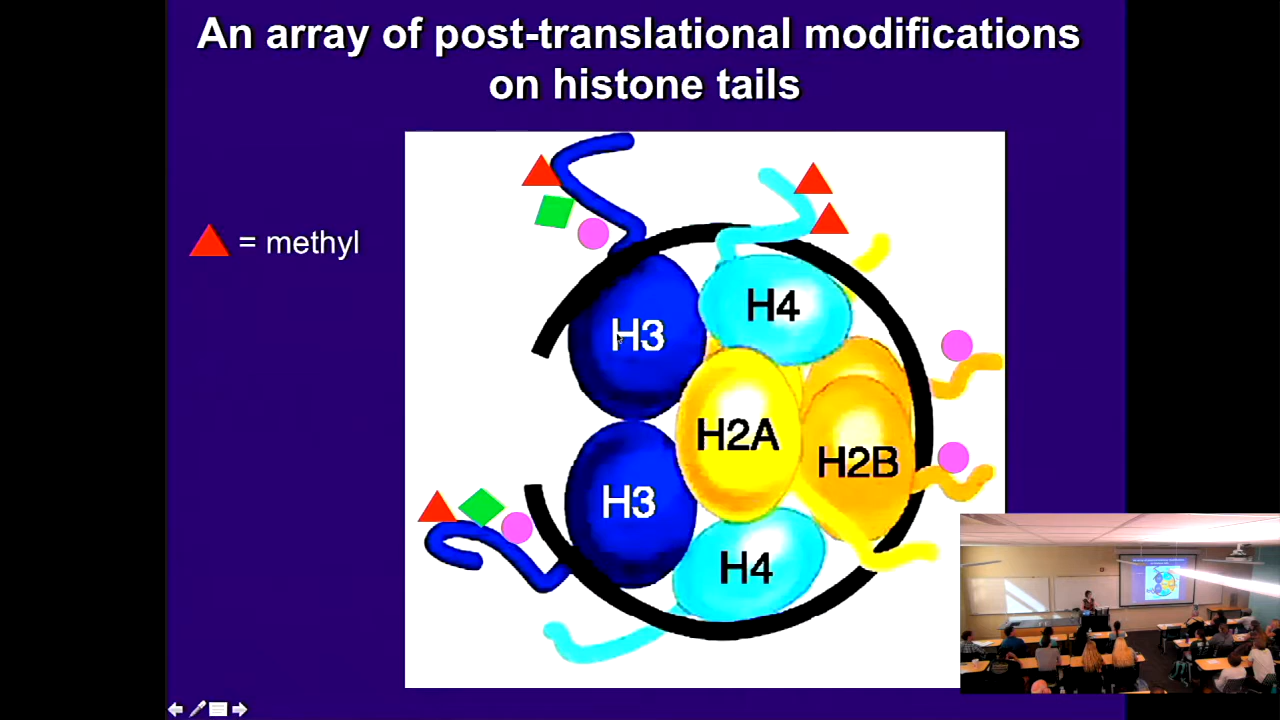 An array of post-translational modifications
on histone tails
= methyl
H3
H4
H2A
H2B
H3
H4